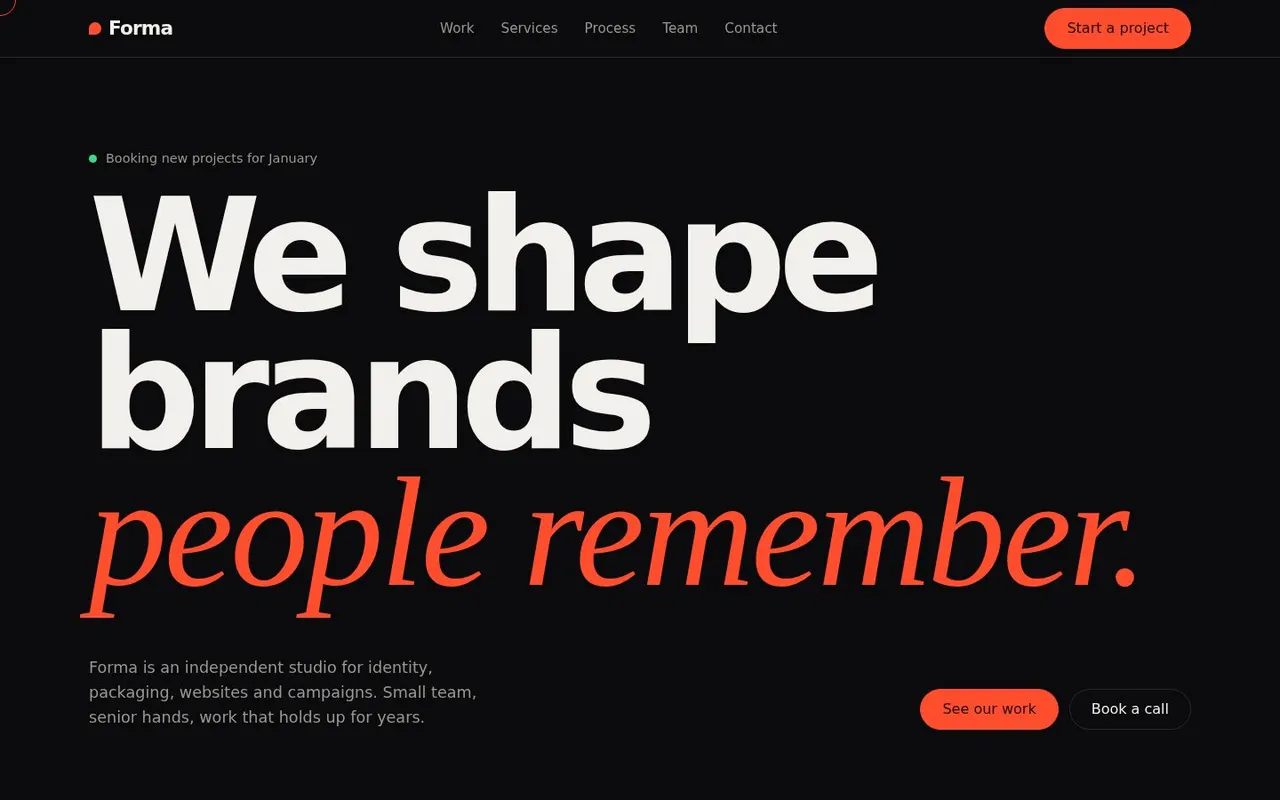 Forma
Work
Services
Process
Team
Contact
Start a project
Booking new projects for January
We shape
brands
people remember.
Forma is an independent studio for identity,
packaging, websites and campaigns. Small team,
senior hands, work that holds up for years.
See our work
Book a call